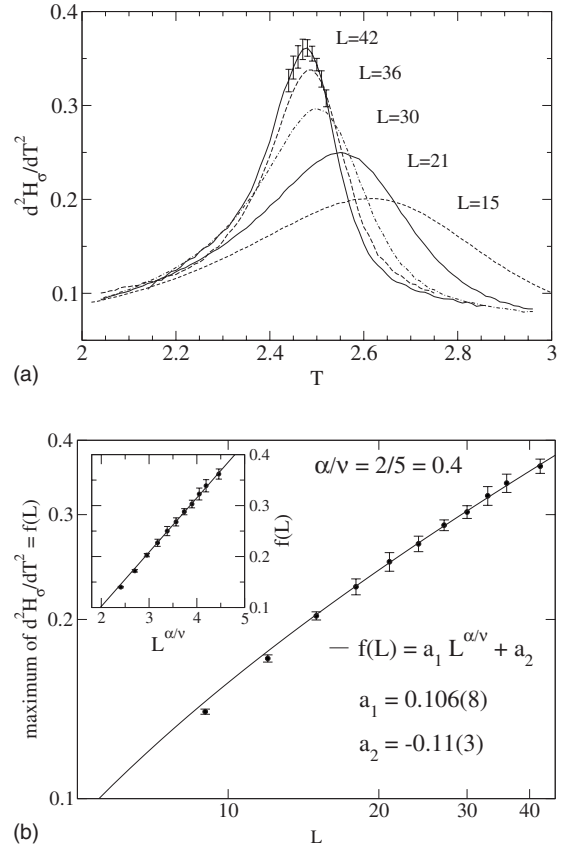 0.4
L=42
L=36
L=30
L=21
L=15
0.3
0.2
0.1
d²H_σ/dT²
2
2.2
2.4
2.6
2.8
3
T
(a)
0.4
0.3
0.2
0.1
maximum of d²H_σ/dT² = f(L)
0.4
0.3
0.2
0.1
f(L)
2
3
4
5
L^{α/ν}
α/ν = 2/5 = 0.4
— f(L) = a₁ L^{α/ν} + a₂
a₁ = 0.106(8)
a₂ = -0.11(3)
10
20
30
40
L
(b)